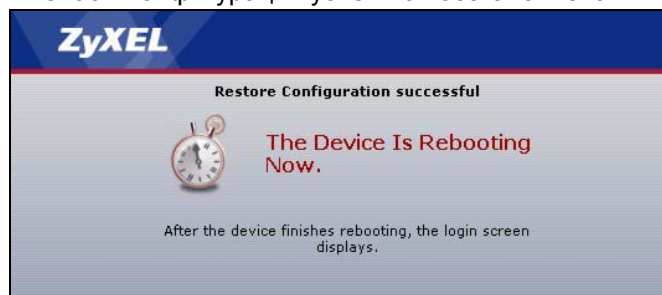 ZyXEL
Restore Configuration successful
The Device Is Rebooting
Now.
After the device finishes rebooting, the login screen
displays.